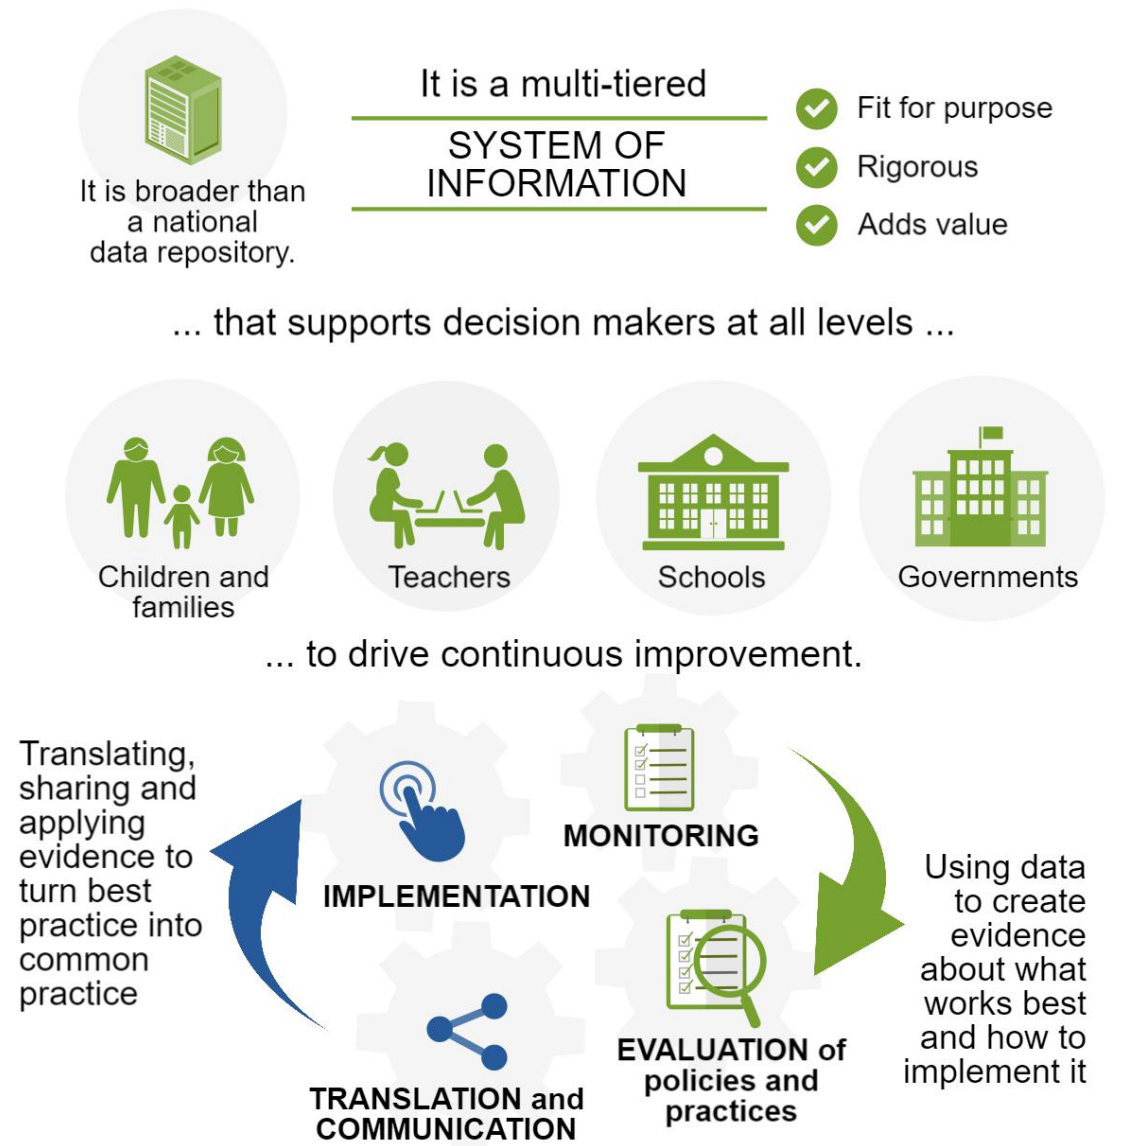 It is broader than
a national
data repository.
It is a multi-tiered
SYSTEM OF
INFORMATION
Fit for purpose
Rigorous
Adds value
... that supports decision makers at all levels ...
Children and
families
Teachers
Schools
Governments
... to drive continuous improvement.
Translating,
sharing and
applying
evidence to
turn best
practice into
common
practice
IMPLEMENTATION
MONITORING
TRANSLATION and
COMMUNICATION
EVALUATION of
policies and
practices
Using data
to create
evidence
about what
works best
and how to
implement it